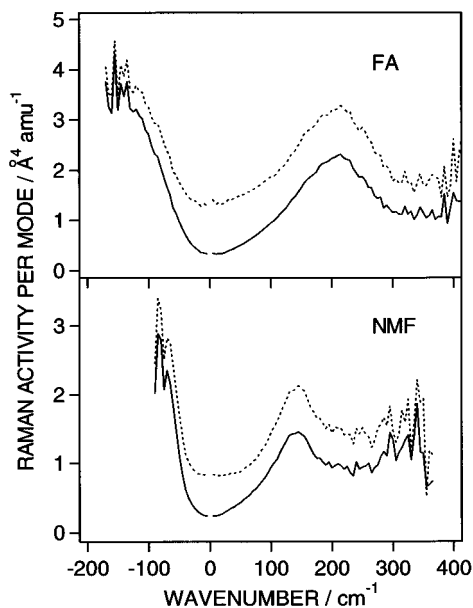 RAMAN ACTIVITY PER MODE / Å⁴ amu⁻¹
5
4
3
2
1
0
FA
3
2
1
0
NMF
-200 -100 0 100 200 300 400
WAVENUMBER / cm⁻¹